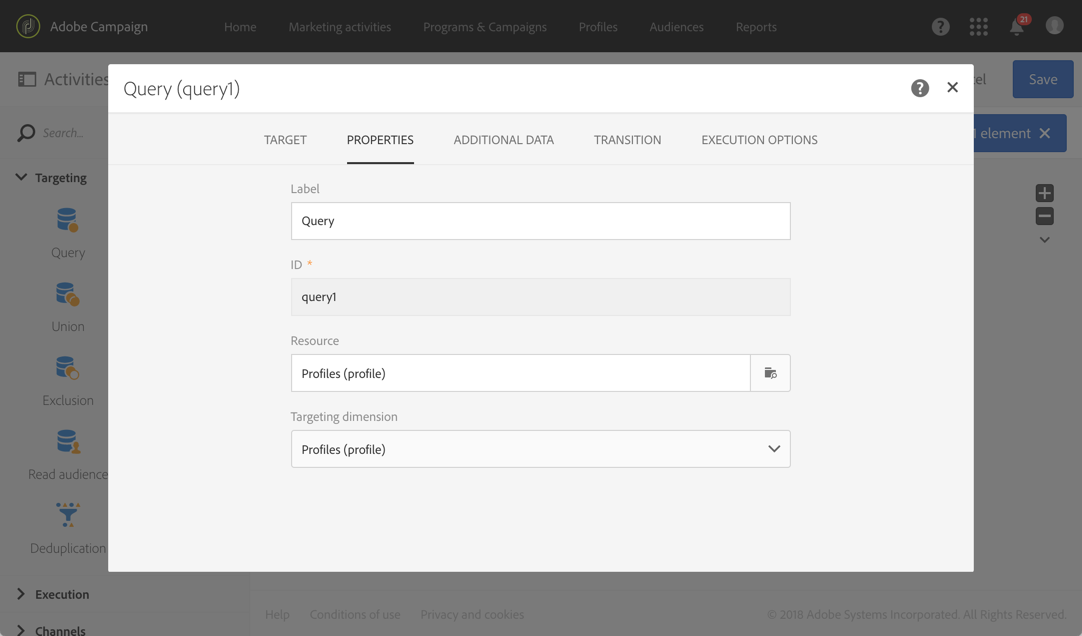 Adobe Campaign
Home
Marketing activities
Programs & Campaigns
Profiles
Audiences
Reports
21
Activities
Save
Query (query1)
Search...
TARGET
PROPERTIES
ADDITIONAL DATA
TRANSITION
EXECUTION OPTIONS
element
Targeting
Label
Query
Query
ID *
query1
Union
Resource
Profiles (profile)
Exclusion
Targeting dimension
Profiles (profile)
Read audience
Deduplication
Execution
Channels
Help
Conditions of use
Privacy and cookies
© 2018 Adobe Systems Incorporated. All Rights Reserved.